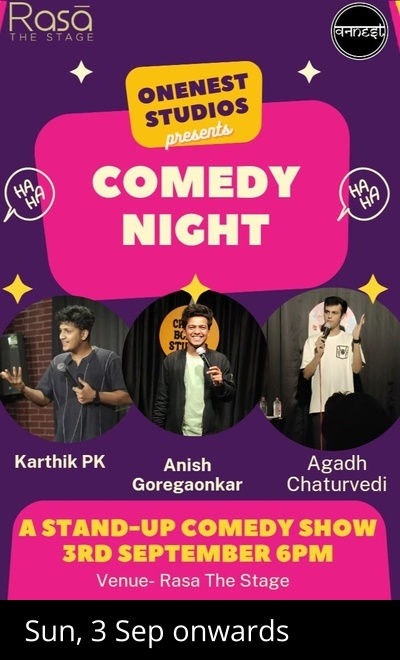 Rasā
THE STAGE
onnest
ONENEST
STUDIOS
presents
COMEDY
NIGHT
HA
HA
HA
HA
Karthik PK
Anish
Goregaonkar
Agadh
Chaturvedi
A STAND-UP COMEDY SHOW
3RD SEPTEMBER 6PM
Venue- Rasa The Stage
Sun, 3 Sep onwards